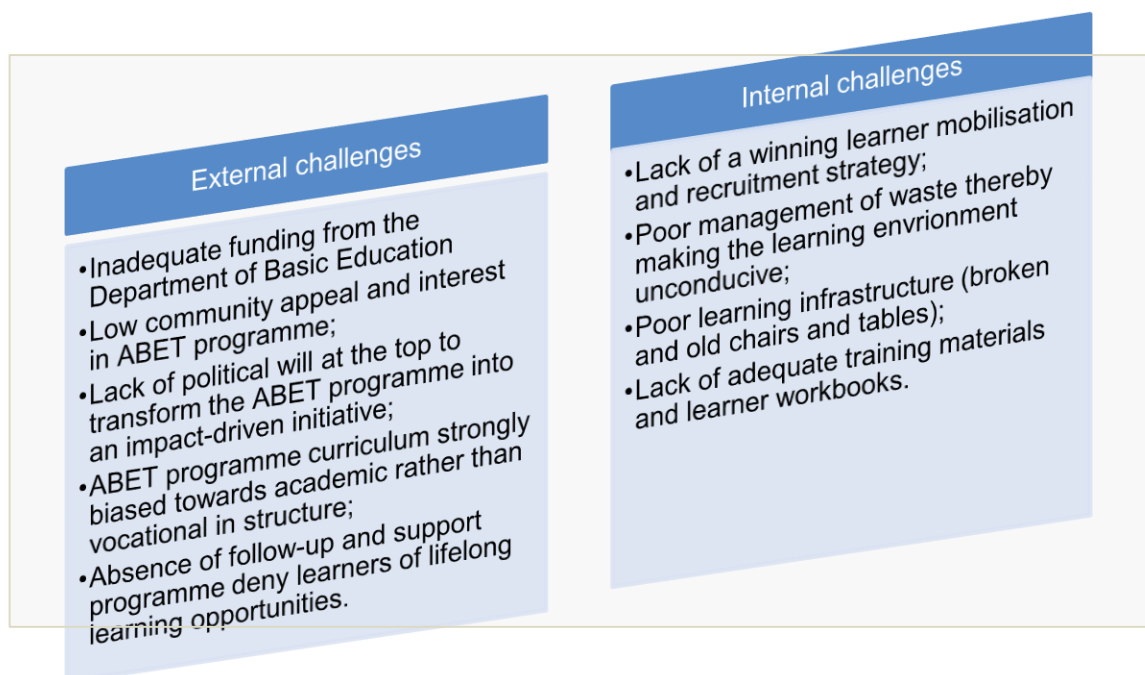 External challenges
•Inadequate funding from the
Department of Basic Education
•Low community appeal and interest
in ABET programme;
•Lack of political will at the top to
transform the ABET programme into
an impact-driven initiative;
•ABET programme curriculum strongly
biased towards academic rather than
vocational in structure;
•Absence of follow-up and support
programme deny learners of lifelong
learning opportunities.
Internal challenges
•Lack of a winning learner mobilisation
and recruitment strategy;
•Poor management of waste thereby
making the learning envrionment
unconducive;
•Poor learning infrastructure (broken
and old chairs and tables);
•Lack of adequate training materials
and learner workbooks.